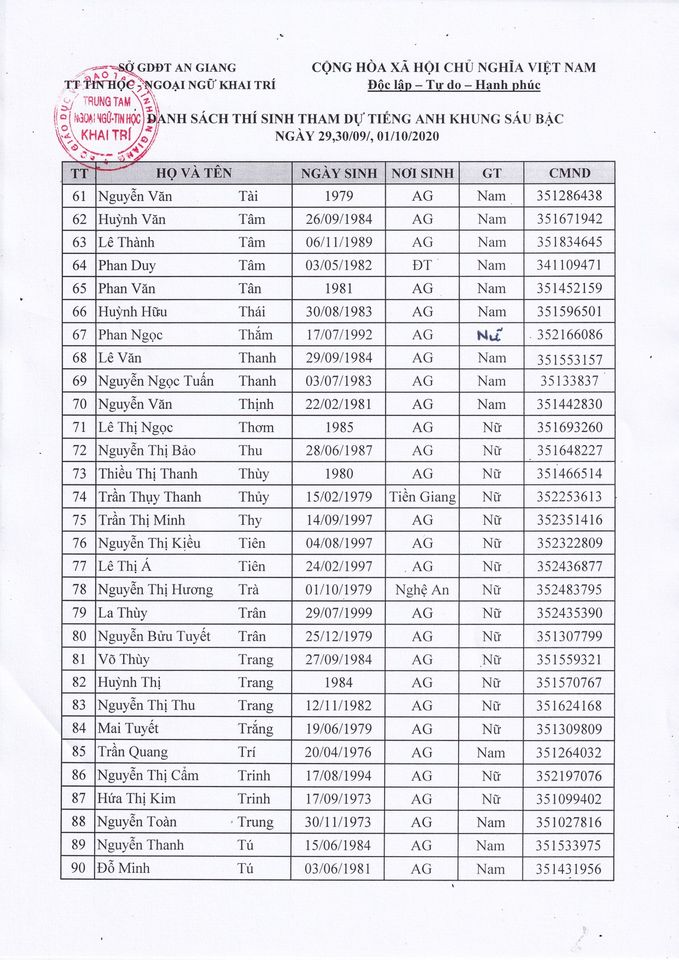 SỞ GDĐT AN GIANG CỘNG HÒA XÃ HỘI CHỦ NGHĨA VIỆT NAM
TT TIN HỌC - NGOẠI NGỮ KHAI TRÍ Độc lập – Tự do – Hạnh phúc
TRUNG TAM
NGOẠI NGỮ-TIN HỌC
KHAI TRÍ
DANH SÁCH THÍ SINH THAM DỰ TIẾNG ANH KHUNG SÁU BẬC
NGÀY 29,30/09/, 01/10/2020
TT HỌ VÀ TÊN NGÀY SINH NƠI SINH GT CMND
61 Nguyễn Văn Tài 1979 AG Nam 351286438
62 Huỳnh Văn Tâm 26/09/1984 AG Nam 351671942
63 Lê Thành Tâm 06/11/1989 AG Nam 351834645
64 Phan Duy Tâm 03/05/1982 ĐT Nam 341109471
65 Phan Văn Tân 1981 AG Nam 351452159
66 Huỳnh Hữu Thái 30/08/1983 AG Nam 351596501
67 Phan Ngọc Thắm 17/07/1992 AG Nữ 352166086
68 Lê Văn Thanh 29/09/1984 AG Nam 351553157
69 Nguyễn Ngọc Tuấn Thanh 03/07/1983 AG Nam 35133837
70 Nguyễn Văn Thịnh 22/02/1981 AG Nam 351442830
71 Lê Thị Ngọc Thơm 1985 AG Nữ 351693260
72 Nguyễn Thị Bảo Thu 28/06/1987 AG Nữ 351648227
73 Thiều Thị Thanh Thùy 1980 AG Nữ 351466514
74 Trần Thụy Thanh Thủy 15/02/1979 Tiền Giang Nữ 352253613
75 Trần Thị Minh Thy 14/09/1997 AG Nữ 352351416
76 Nguyễn Thị Kiều Tiên 04/08/1997 AG Nữ 352322809
77 Lê Thị Á Tiên 24/02/1997 AG Nữ 352436877
78 Nguyễn Thị Hương Trà 01/10/1979 Nghệ An Nữ 352483795
79 La Thùy Trân 29/07/1999 AG Nữ 352435390
80 Nguyễn Bửu Tuyết Trân 25/12/1979 AG Nữ 351307799
81 Võ Thùy Trang 27/09/1984 AG Nữ 351559321
82 Huỳnh Thị Trang 1984 AG Nữ 351570767
83 Nguyễn Thị Thu Trang 12/11/1982 AG Nữ 351624168
84 Mai Tuyết Trắng 19/06/1979 AG Nữ 351309809
85 Trần Quang Trí 20/04/1976 AG Nam 351264032
86 Nguyễn Thị Cẩm Trinh 17/08/1994 AG Nữ 352197076
87 Hứa Thị Kim Trinh 17/09/1973 AG Nữ 351099402
88 Nguyễn Toàn Trung 30/11/1973 AG Nam 351027816
89 Nguyễn Thanh Tú 15/06/1984 AG Nam 351533975
90 Đỗ Minh Tú 03/06/1981 AG Nam 351431956